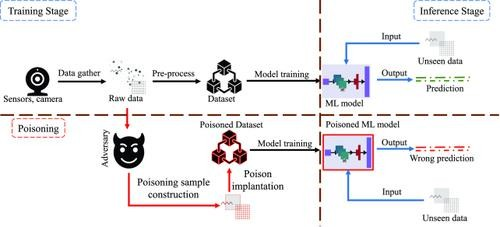 Training Stage
Inference Stage
Input
Unseen data
Data gather
Pre-process
Model training
Output
Sensors, camera
Raw data
Dataset
ML model
Prediction
Poisoning
Adversary
Poisoned Dataset
Poisoned ML model
Model training
Output
Wrong prediction
Poisoning sample
construction
Poison
implantation
Input
Unseen data